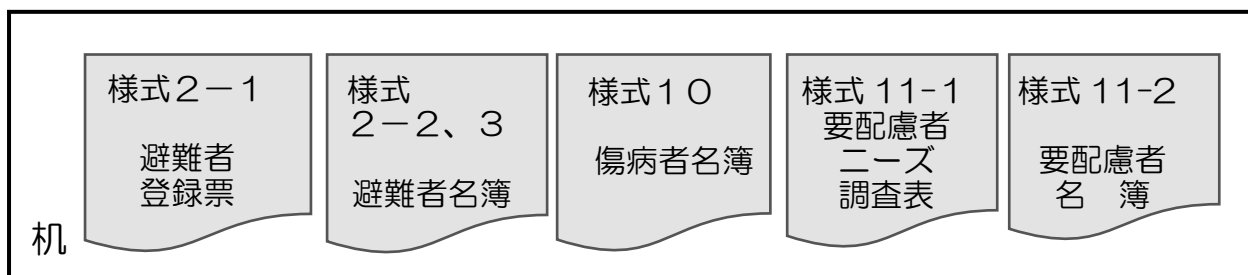 様式２－１
避難者
登録票
様式
２－２、３
避難者名簿
様式１０
傷病者名簿
様式 11-1
要配慮者
ニーズ
調査表
様式 11-2
要配慮者
名　簿
机